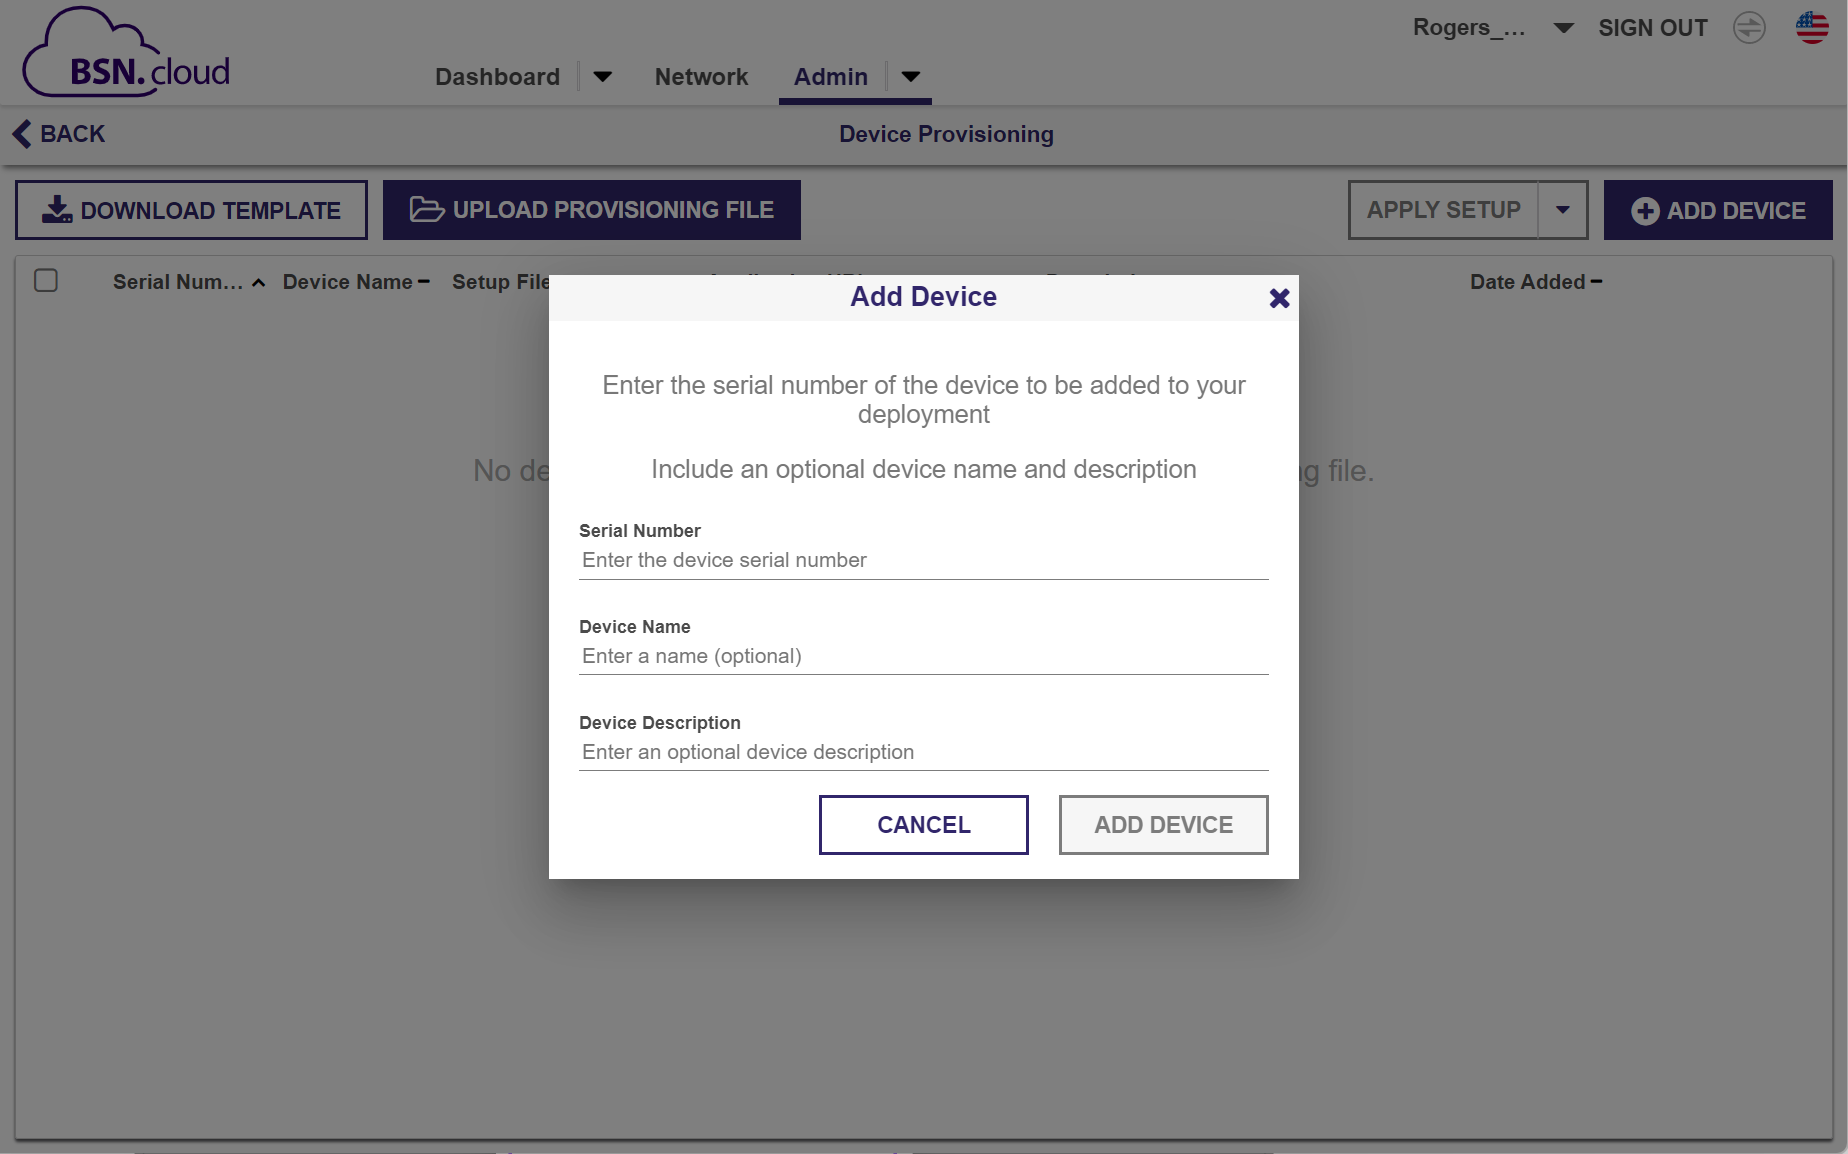 BSN.cloud
Dashboard Network Admin
Rogers_... SIGN OUT
BACK
Device Provisioning
DOWNLOAD TEMPLATE UPLOAD PROVISIONING FILE APPLY SETUP ADD DEVICE
Serial Num... Device Name Setup File Date Added
No file.
Add Device
Enter the serial number of the device to be added to your
deployment
Include an optional device name and description
Serial Number
Enter the device serial number
Device Name
Enter a name (optional)
Device Description
Enter an optional device description
CANCEL ADD DEVICE